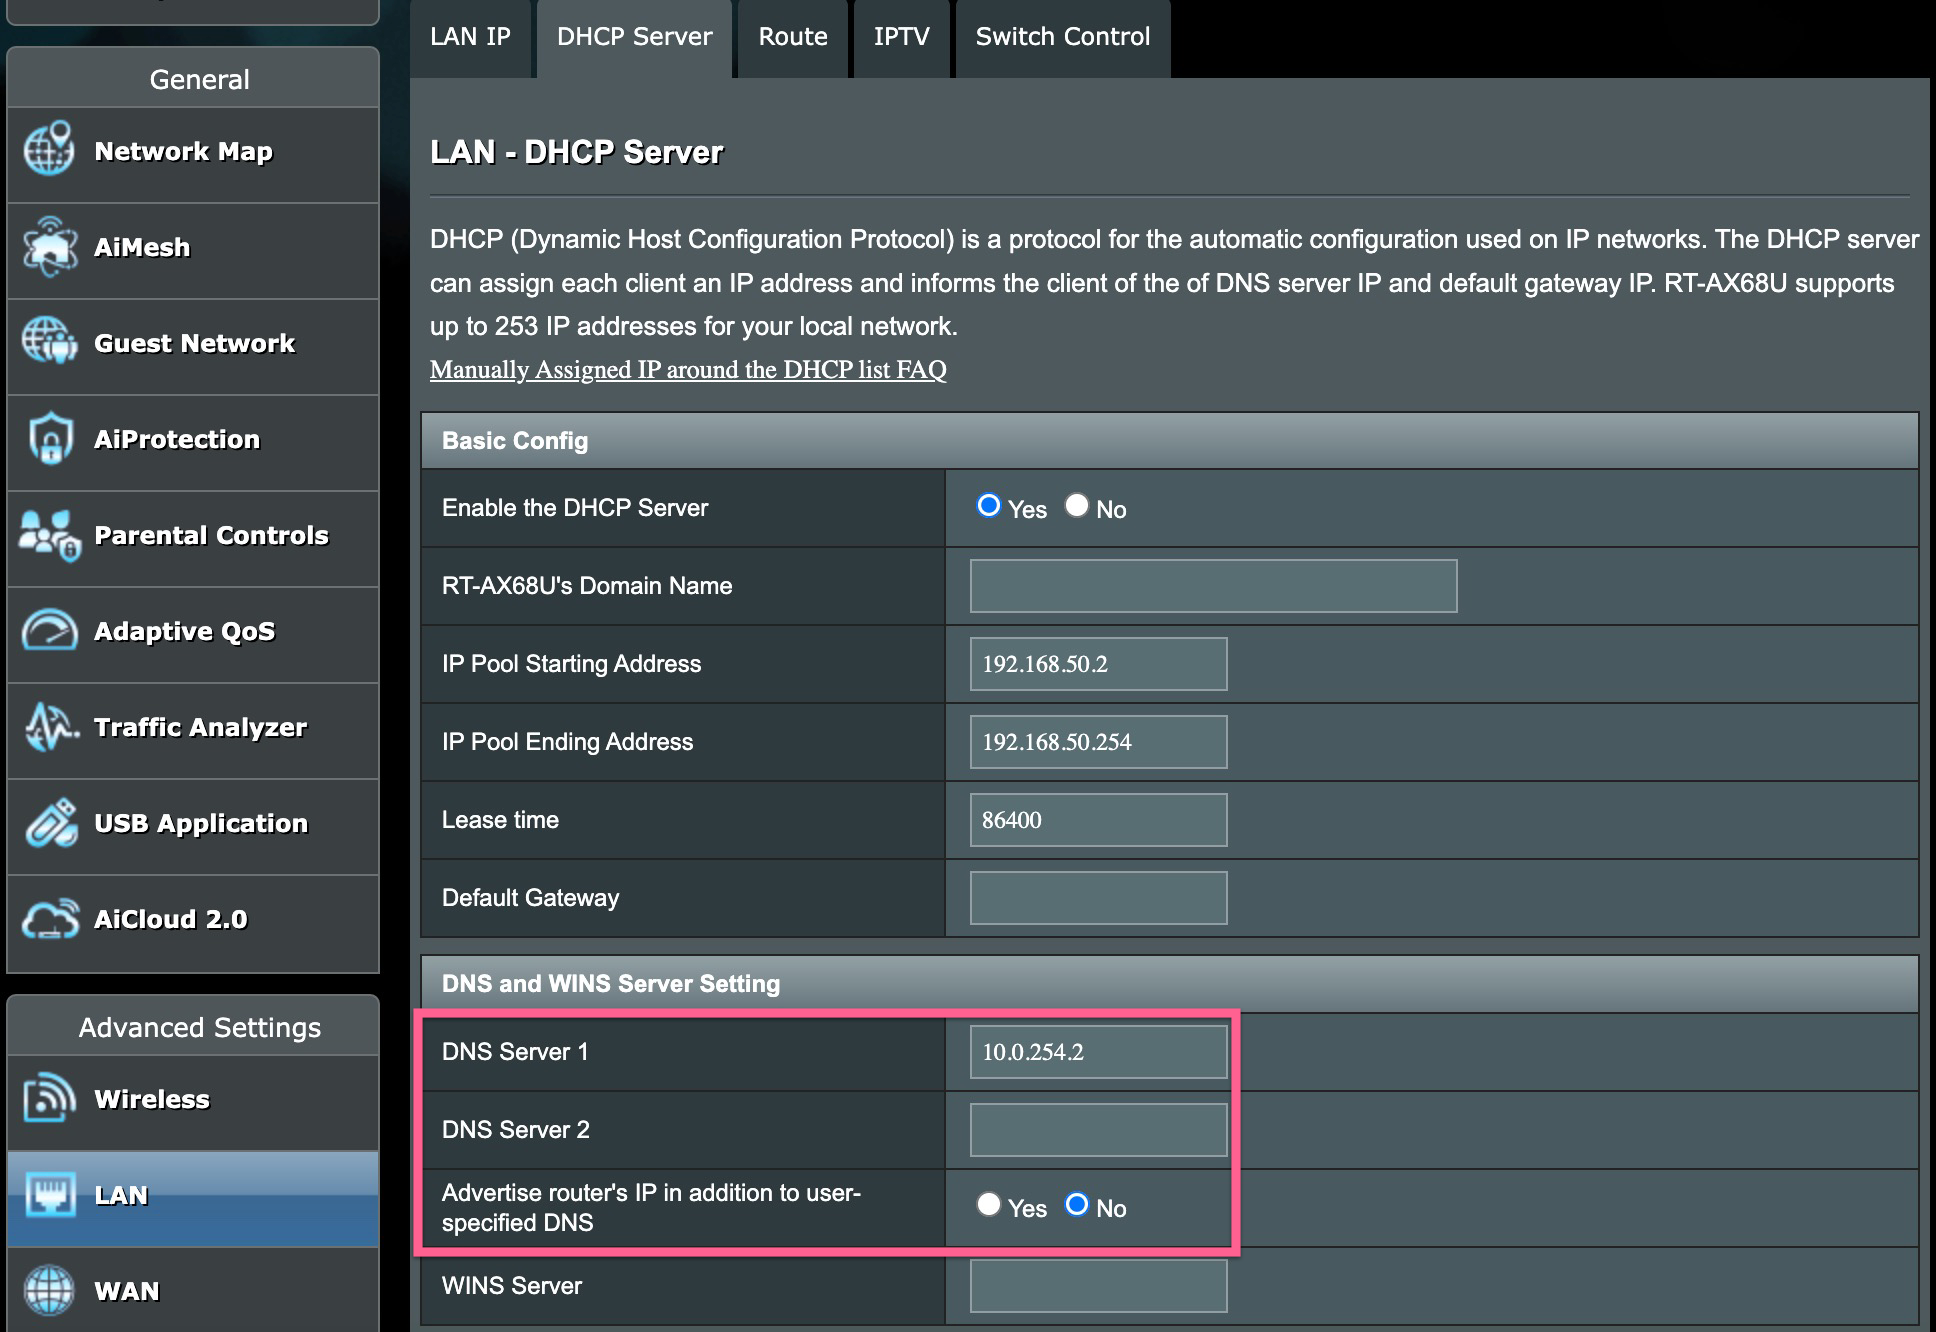 General
Network Map
AiMesh
Guest Network
AiProtection
Parental Controls
Adaptive QoS
Traffic Analyzer
USB Application
AiCloud 2.0
Advanced Settings
Wireless
LAN
WAN
LAN IP
DHCP Server
Route
IPTV
Switch Control
LAN - DHCP Server
DHCP (Dynamic Host Configuration Protocol) is a protocol for the automatic configuration used on IP networks. The DHCP server
can assign each client an IP address and informs the client of the of DNS server IP and default gateway IP. RT-AX68U supports
up to 253 IP addresses for your local network.
Manually Assigned IP around the DHCP list FAQ
Basic Config
Enable the DHCP Server Yes No
RT-AX68U's Domain Name
IP Pool Starting Address 192.168.50.2
IP Pool Ending Address 192.168.50.254
Lease time 86400
Default Gateway
DNS and WINS Server Setting
DNS Server 1 10.0.254.2
DNS Server 2
Advertise router's IP in addition to user-
specified DNS Yes No
WINS Server